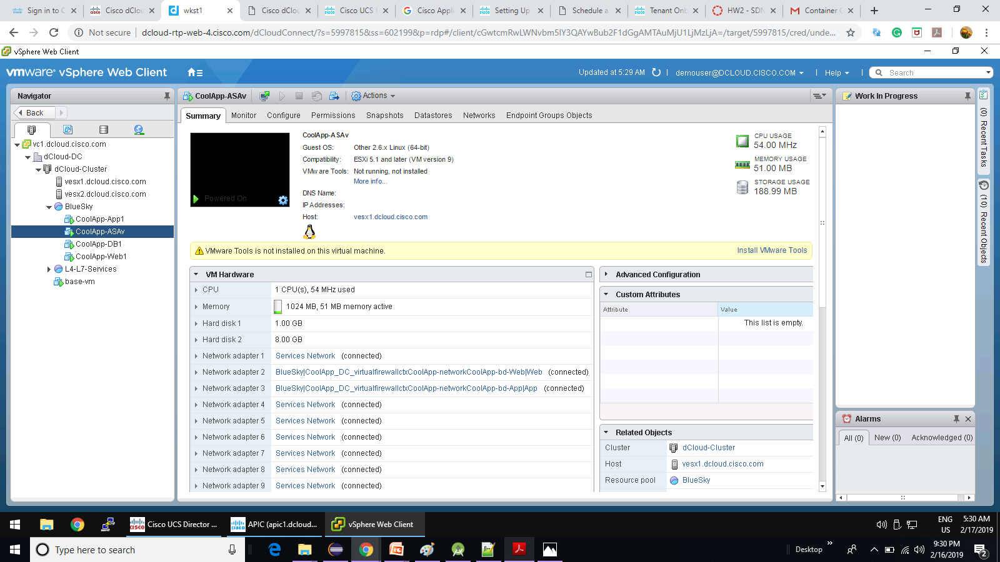 Sign in to C
Cisco dClou
wkst1
Cisco dClou
Cisco UCS D
Cisco Appli
Setting Up
Schedule a
Tenant Onb
HW2 - SDN
Container C
Not secure
dcloud-rtp-web-4.cisco.com/dCloudConnect/?s=5997815&ss=602199&p=rdp#/client/cGwtcmRwLWNvbm5lY3QAYwBub2F1dGgAMTAuMjU1LjMzLjA=/target/5997815/cred/unde...
vSphere Web Client
vmware® vSphere Web Client
Updated at 5:29 AM
demouser@DCLOUD.CISCO.COM
Help
Search
Navigator
Back
vc1.dcloud.cisco.com
dCloud-DC
dCloud-Cluster
vesx1.dcloud.cisco.com
vesx2.dcloud.cisco.com
BlueSky
CoolApp-App1
CoolApp-ASAv
CoolApp-DB1
CoolApp-Web1
L4-L7-Services
base-vm
CoolApp-ASAv
Actions
Summary Monitor Configure Permissions Snapshots Datastores Networks Endpoint Groups Objects
Powered On
CoolApp-ASAv
Guest OS: Other 2.6.x Linux (64-bit)
Compatibility: ESXi 5.1 and later (VM version 9)
VMware Tools: Not running, not installed
More info...
DNS Name:
IP Addresses:
Host: vesx1.dcloud.cisco.com
CPU USAGE
54.00 MHz
MEMORY USAGE
51.00 MB
STORAGE USAGE
188.99 MB
VMware Tools is not installed on this virtual machine.
Install VMware Tools
VM Hardware
CPU 1 CPU(s), 54 MHz used
Memory 1024 MB, 51 MB memory active
Hard disk 1 1.00 GB
Hard disk 2 8.00 GB
Network adapter 1 Services Network (connected)
Network adapter 2 BlueSky|CoolApp_DC_virtualfirewallctxCoolApp-networkCoolApp-bd-Web|Web (connected)
Network adapter 3 BlueSky|CoolApp_DC_virtualfirewallctxCoolApp-networkCoolApp-bd-App|App (connected)
Network adapter 4 Services Network (connected)
Network adapter 5 Services Network (connected)
Network adapter 6 Services Network (connected)
Network adapter 7 Services Network (connected)
Network adapter 8 Services Network (connected)
Network adapter 9 Services Network (connected)
Advanced Configuration
Custom Attributes
Attribute Value
This list is empty.
Related Objects
Cluster dCloud-Cluster
Host vesx1.dcloud.cisco.com
Resource pool BlueSky
Work In Progress
Alarms
All (0) New (0) Acknowledged (0)
(0) Recent Tasks
(10) Recent Objects
Cisco UCS Director ...
APIC (apic1.dcloud...
vSphere Web Client
ENG
US
5:30 AM
2/17/2019
Type here to search
Desktop
9:30 PM
2/16/2019
2